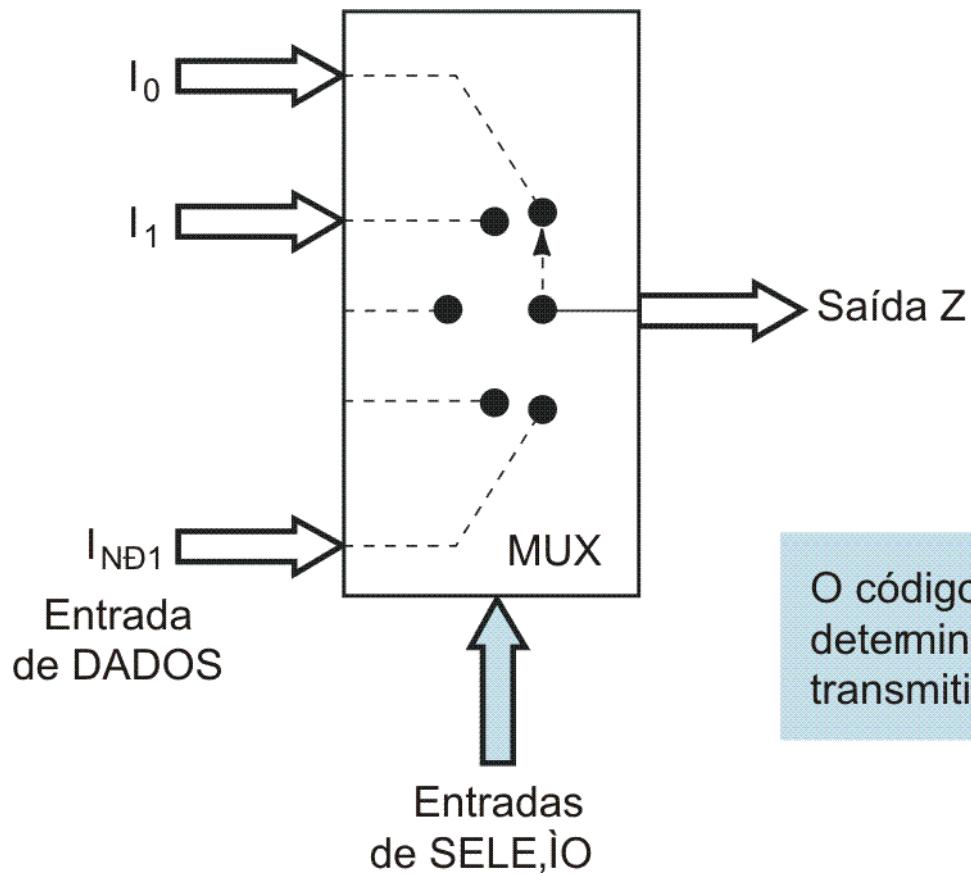 I0
I1
Saída Z
INÐ1
MUX
Entrada
de DADOS
O código
determin
transmiti
Entradas
de SELE,ÌO